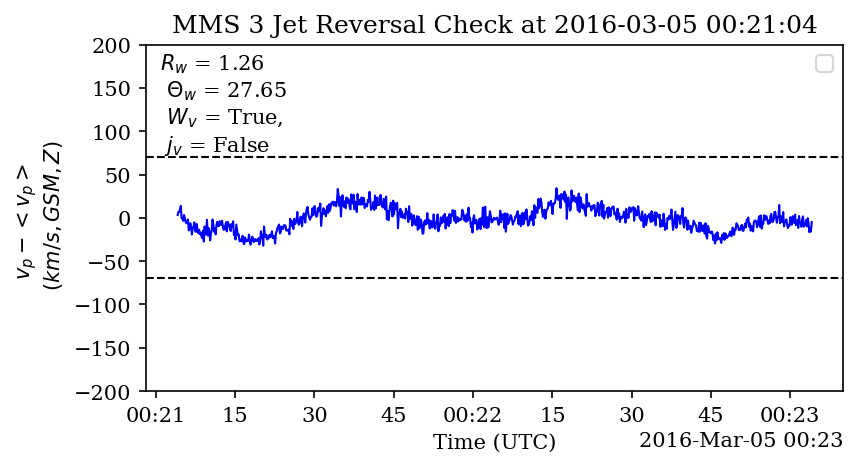 MMS 3 Jet Reversal Check at 2016-03-05 00:21:04
v_p − < v_p >
(km/s, GSM, Z)
200
150
100
50
0
−50
−100
−150
−200
R_w = 1.26
Θ_w = 27.65
W_v = True,
j_v = False
00:21 15 30 45 00:22 15 30 45 00:23
Time (UTC)
2016-Mar-05 00:23